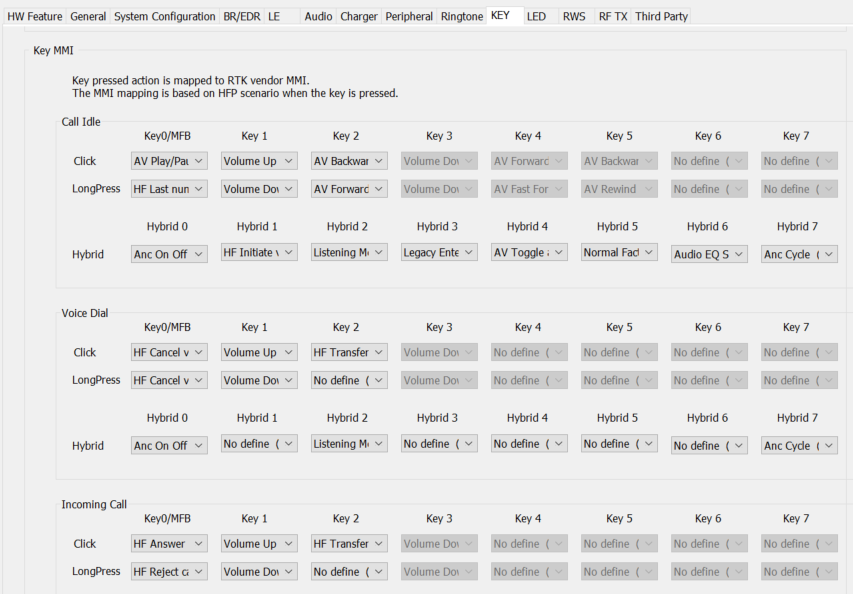 HW Feature General System Configuration BR/EDR LE Audio Charger Peripheral Ringtone KEY LED RWS RF TX Third Party
Key MMI
Key pressed action is mapped to RTK vendor MMI.
The MMI mapping is based on HFP scenario when the key is pressed.
Call Idle
Key0/MFB Key 1 Key 2 Key 3 Key 4 Key 5 Key 6 Key 7
Click AV Play/Pau Volume Up AV Backwar Volume Dov AV Forward AV Backwar No define ( No define (
LongPress HF Last num Volume Dov AV Forward Volume Dov AV Fast For AV Rewind No define ( No define (
Hybrid 0 Hybrid 1 Hybrid 2 Hybrid 3 Hybrid 4 Hybrid 5 Hybrid 6 Hybrid 7
Hybrid Anc On Off HF Initiate v Listening Mo Legacy Ente AV Toggle a Normal Fact Audio EQ S Anc Cycle (
Voice Dial
Key0/MFB Key 1 Key 2 Key 3 Key 4 Key 5 Key 6 Key 7
Click HF Cancel v Volume Up HF Transfer Volume Dov No define ( No define ( No define ( No define (
LongPress HF Cancel v Volume Dov No define ( Volume Dov No define ( No define ( No define ( No define (
Hybrid 0 Hybrid 1 Hybrid 2 Hybrid 3 Hybrid 4 Hybrid 5 Hybrid 6 Hybrid 7
Hybrid Anc On Off No define ( Listening Mo No define ( No define ( No define ( No define ( Anc Cycle (
Incoming Call
Key0/MFB Key 1 Key 2 Key 3 Key 4 Key 5 Key 6 Key 7
Click HF Answer Volume Up HF Transfer Volume Dov No define ( No define ( No define ( No define (
LongPress HF Reject ca Volume Dov No define ( Volume Dov No define ( No define ( No define ( No define (